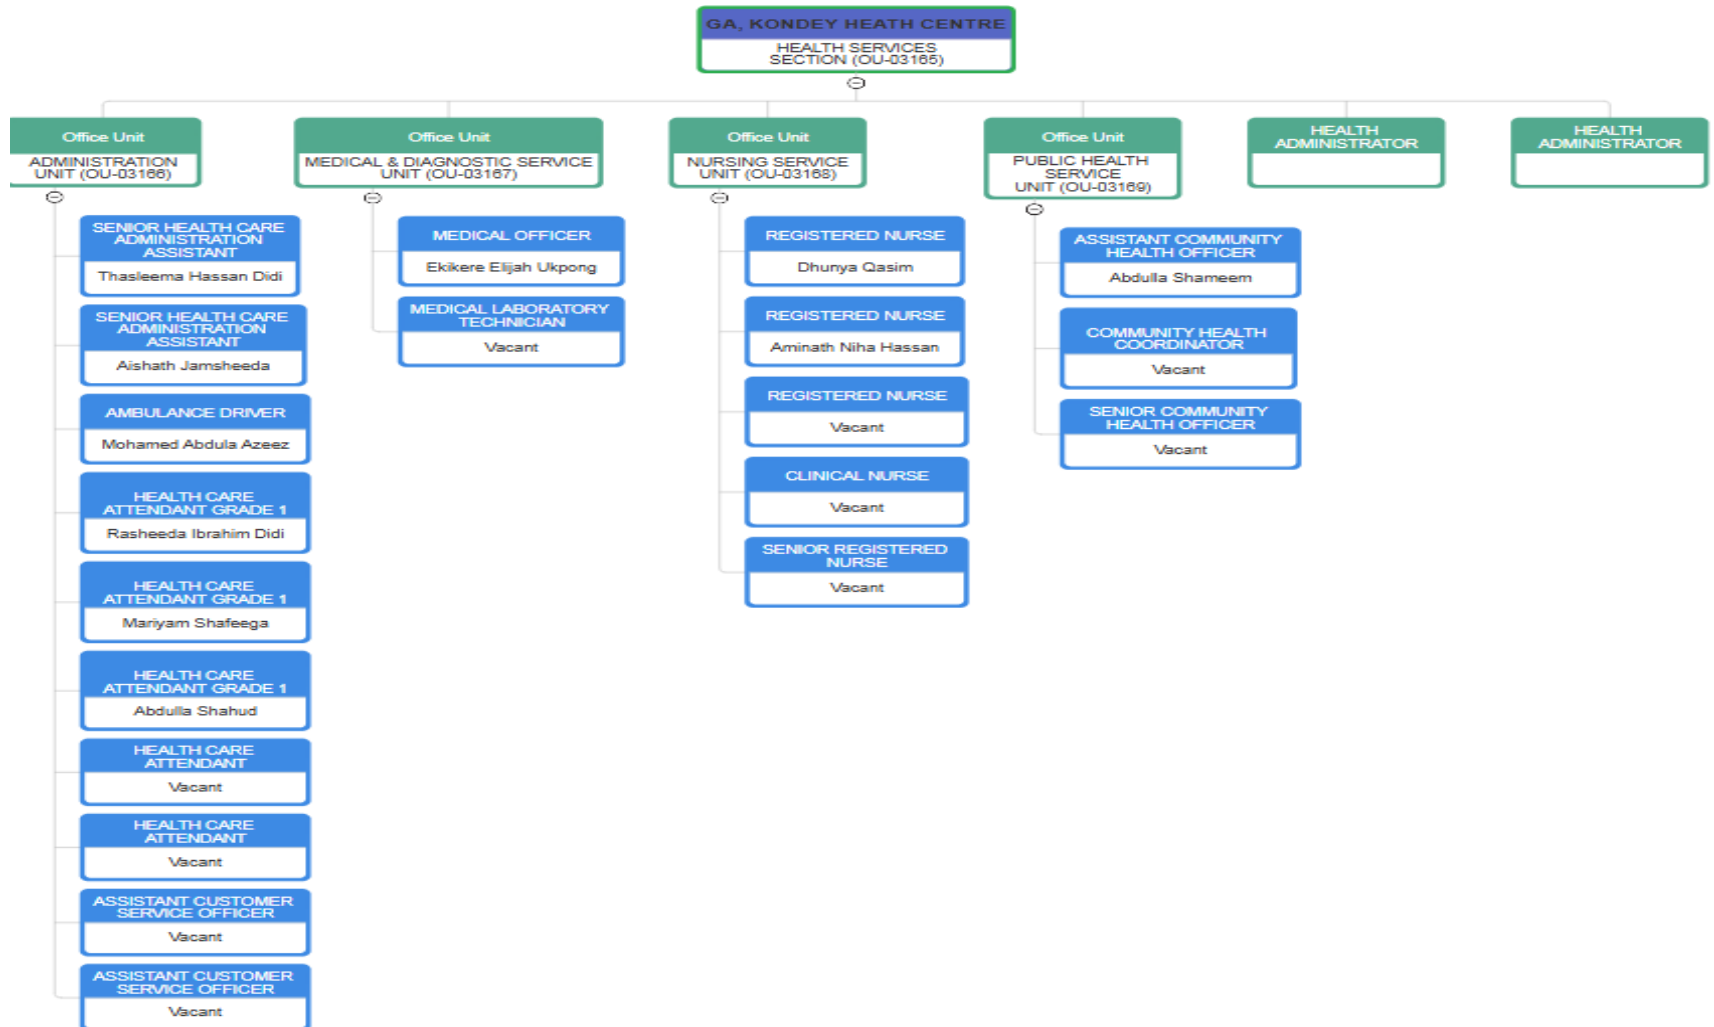 GA, KONDEY HEATH CENTRE
HEALTH SERVICES
SECTION (OU-03165)
Office Unit
ADMINISTRATION
UNIT (OU-03166)
SENIOR HEALTH CARE
ADMINISTRATION
ASSISTANT
Thasleema Hassan Didi
SENIOR HEALTH CARE
ADMINISTRATION
ASSISTANT
Aishath Jamsheeda
AMBULANCE DRIVER
Mohamed Abdula Azeez
HEALTH CARE
ATTENDANT GRADE 1
Rasheeda Ibrahim Didi
HEALTH CARE
ATTENDANT GRADE 1
Mariyam Shafeega
HEALTH CARE
ATTENDANT GRADE 1
Abdulla Shahud
HEALTH CARE
ATTENDANT
Vacant
HEALTH CARE
ATTENDANT
Vacant
ASSISTANT CUSTOMER
SERVICE OFFICER
Vacant
ASSISTANT CUSTOMER
SERVICE OFFICER
Vacant
Office Unit
MEDICAL & DIAGNOSTIC SERVICE
UNIT (OU-03167)
MEDICAL OFFICER
Ekikere Elijah Ukpong
MEDICAL LABORATORY
TECHNICIAN
Vacant
Office Unit
NURSING SERVICE
UNIT (OU-03168)
REGISTERED NURSE
Dhunya Qasim
REGISTERED NURSE
Aminath Niha Hassan
REGISTERED NURSE
Vacant
CLINICAL NURSE
Vacant
SENIOR REGISTERED
NURSE
Vacant
Office Unit
PUBLIC HEALTH
SERVICE
UNIT (OU-03169)
ASSISTANT COMMUNITY
HEALTH OFFICER
Abdulla Shameem
COMMUNITY HEALTH
COORDINATOR
Vacant
SENIOR COMMUNITY
HEALTH OFFICER
Vacant
HEALTH
ADMINISTRATOR
HEALTH
ADMINISTRATOR